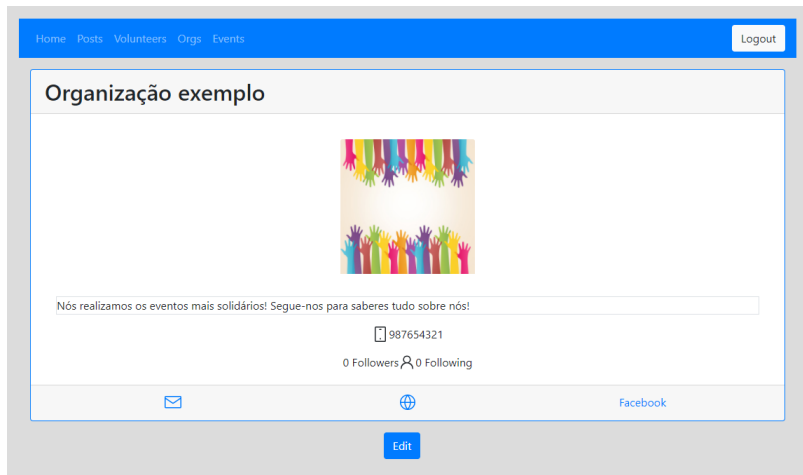 Home Posts Volunteers Orgs Events Logout
Organização exemplo
Nós realizamos os eventos mais solidários! Segue-nos para saberes tudo sobre nós!
987654321
0 Followers 0 Following
Facebook
Edit